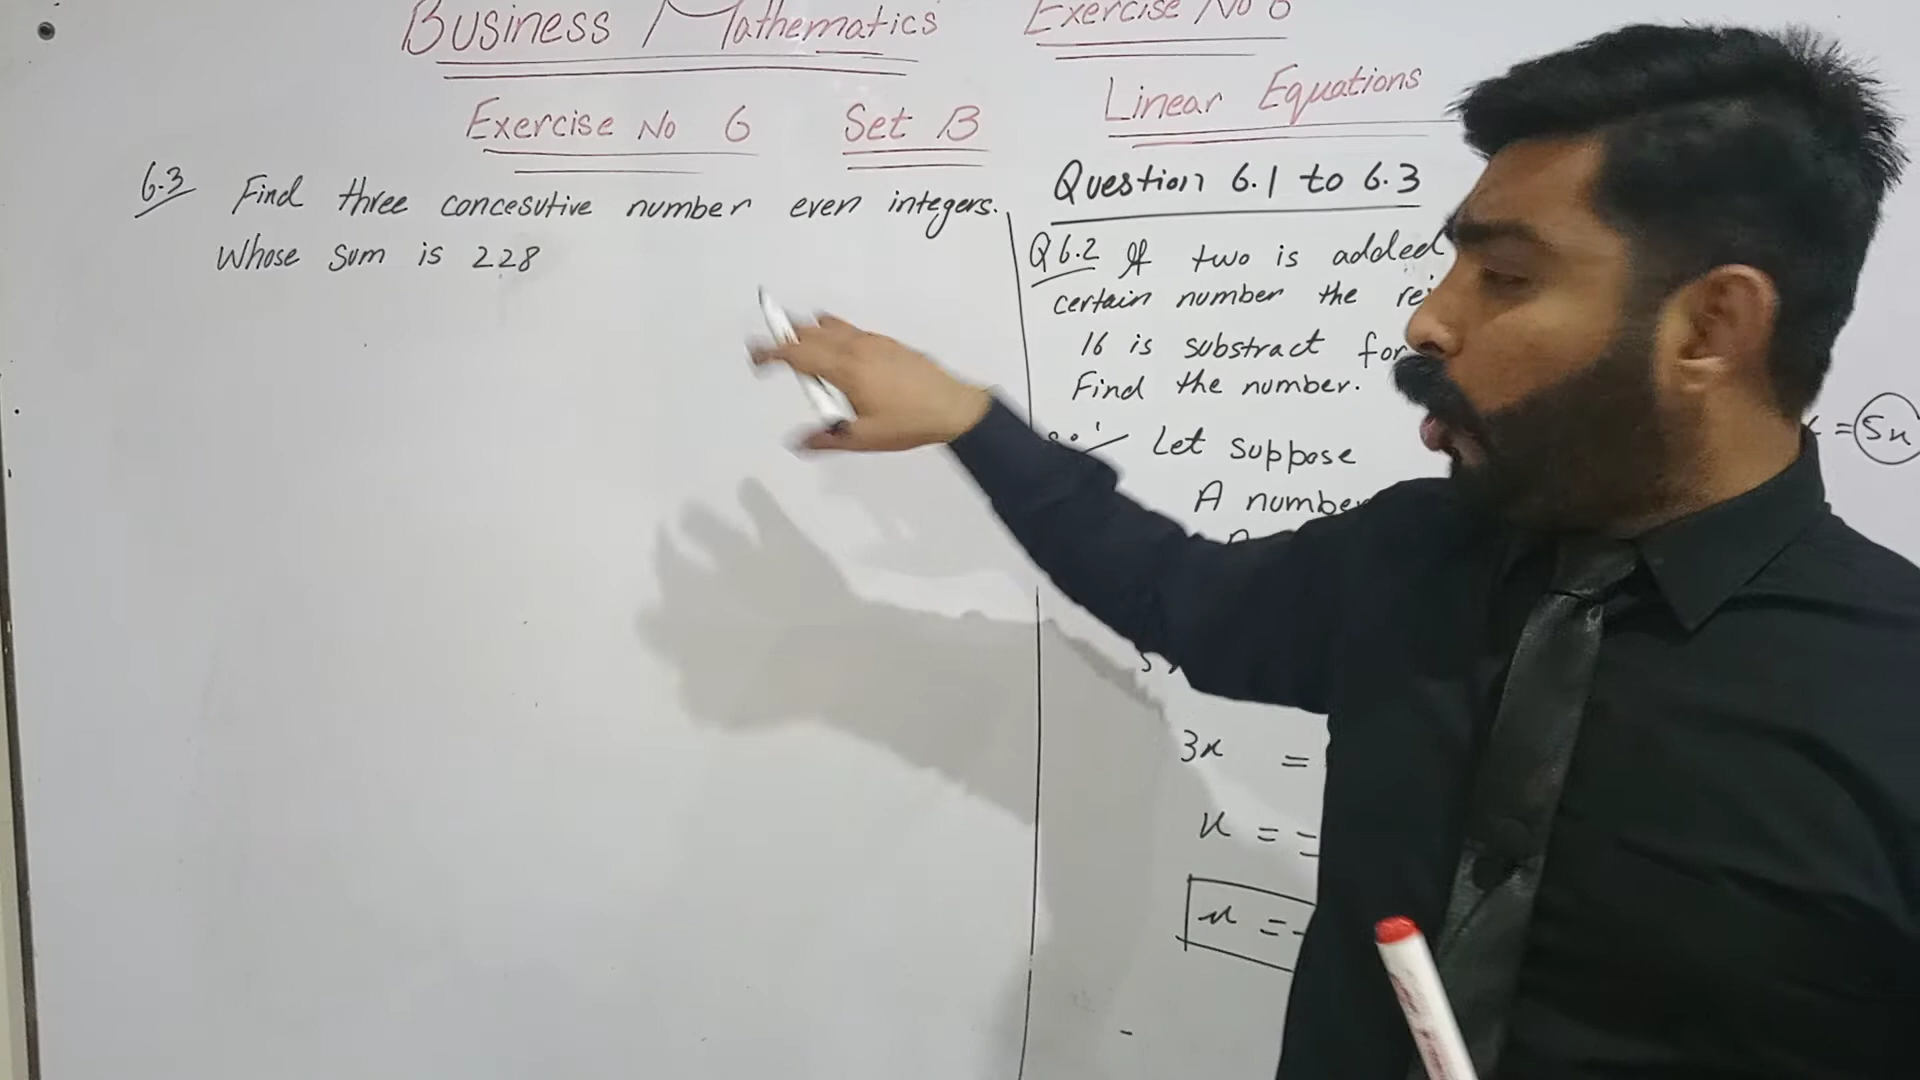 Business Mathematics
Exercise No 6
Exercise No 6 Set B
Linear Equations
6.3 Find three concesutive number even integers.
Whose sum is 228
Question 6.1 to 6.3
Q6.2 If two is added
certain number the
16 is substract
Find the number.
Let suppose
A number
= 5x
3x =
x =
x =